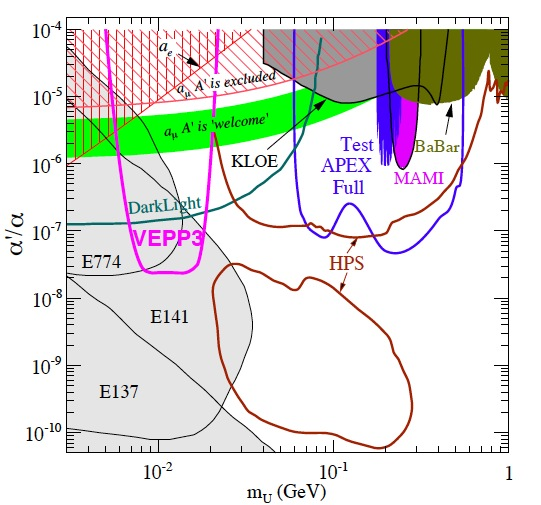 10⁻⁴
10⁻⁵
10⁻⁶
10⁻⁷
10⁻⁸
10⁻⁹
10⁻¹⁰
α'/α
aₑ
a_μ A' is excluded
a_μ A' is 'welcome'
KLOE
Test
APEX
Full
BaBar
MAMI
DarkLight
VEPP3
HPS
E774
E141
E137
10⁻²
10⁻¹
1
m_U (GeV)